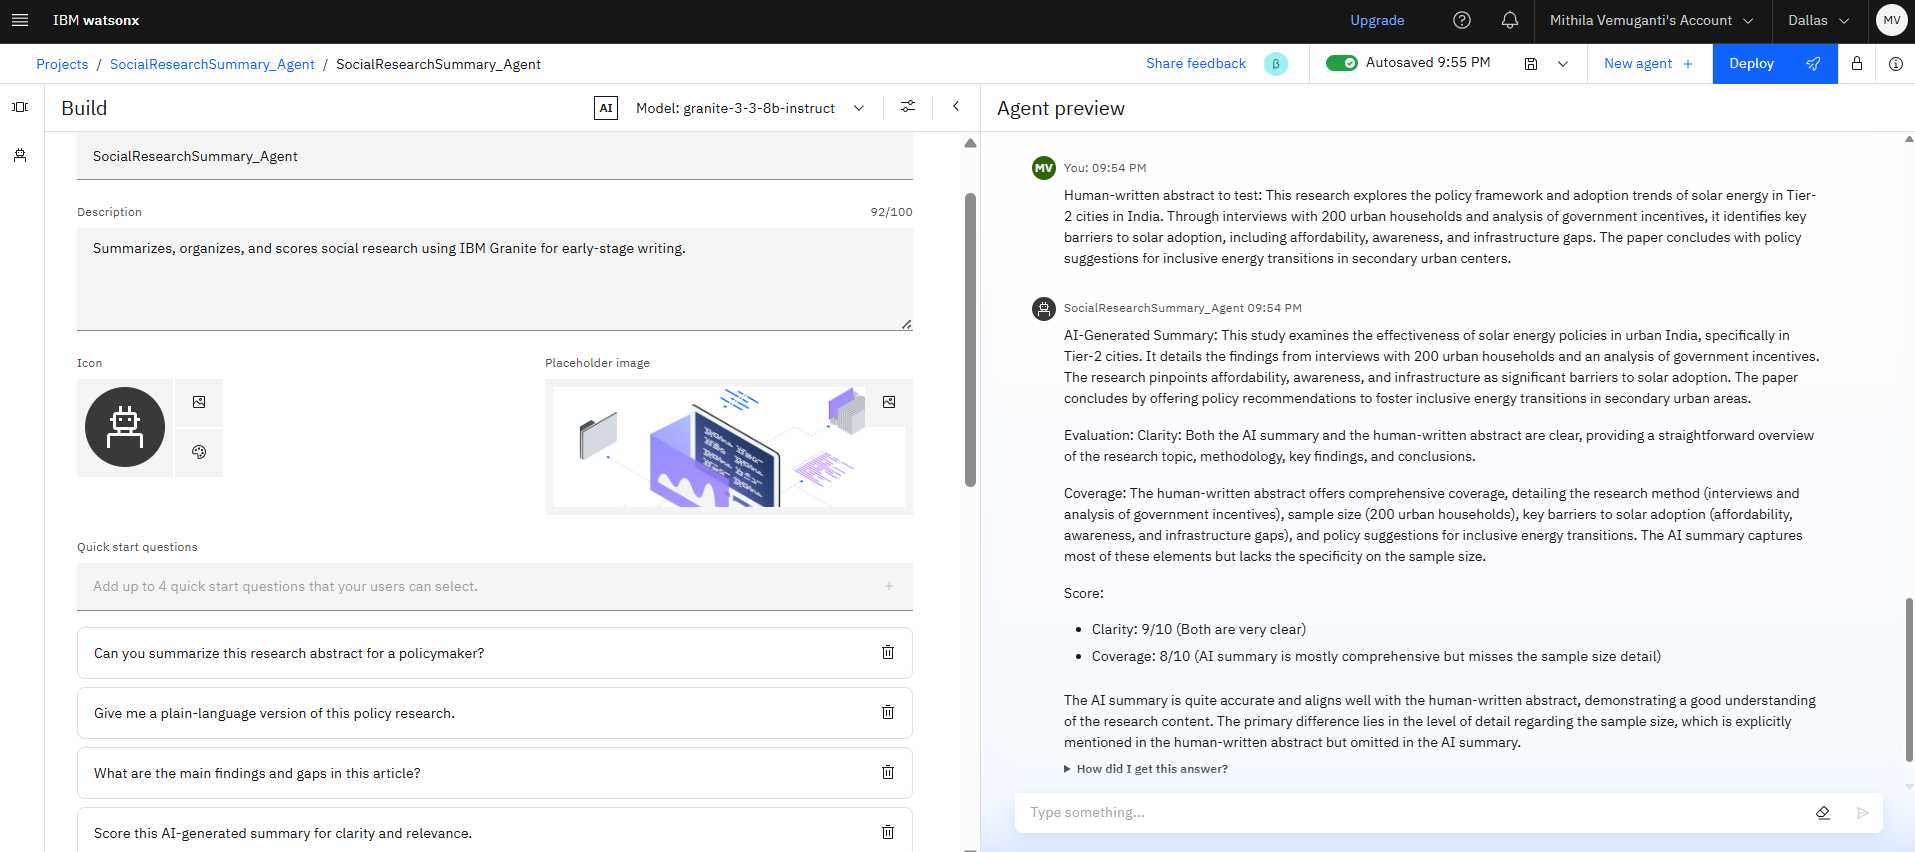 IBM watsonx
Upgrade
Mithila Vemuganti's Account
Dallas
MV
Projects / SocialResearchSummary_Agent / SocialResearchSummary_Agent
Share feedback
β
Autosaved 9:55 PM
New agent +
Deploy
Build
AI
Model: granite-3-3-8b-instruct
SocialResearchSummary_Agent
Description
92/100
Summarizes, organizes, and scores social research using IBM Granite for early-stage writing.
Icon
Placeholder image
Quick start questions
Add up to 4 quick start questions that your users can select.
Can you summarize this research abstract for a policymaker?
Give me a plain-language version of this policy research.
What are the main findings and gaps in this article?
Score this AI-generated summary for clarity and relevance.
Agent preview
MV
You: 09:54 PM
Human-written abstract to test: This research explores the policy framework and adoption trends of solar energy in Tier-
2 cities in India. Through interviews with 200 urban households and analysis of government incentives, it identifies key
barriers to solar adoption, including affordability, awareness, and infrastructure gaps. The paper concludes with policy
suggestions for inclusive energy transitions in secondary urban centers.
SocialResearchSummary_Agent 09:54 PM
AI-Generated Summary: This study examines the effectiveness of solar energy policies in urban India, specifically in
Tier-2 cities. It details the findings from interviews with 200 urban households and an analysis of government incentives.
The research pinpoints affordability, awareness, and infrastructure as significant barriers to solar adoption. The paper
concludes by offering policy recommendations to foster inclusive energy transitions in secondary urban areas.
Evaluation: Clarity: Both the AI summary and the human-written abstract are clear, providing a straightforward overview
of the research topic, methodology, key findings, and conclusions.
Coverage: The human-written abstract offers comprehensive coverage, detailing the research method (interviews and
analysis of government incentives), sample size (200 urban households), key barriers to solar adoption (affordability,
awareness, and infrastructure gaps), and policy suggestions for inclusive energy transitions. The AI summary captures
most of these elements but lacks the specificity on the sample size.
Score:
• Clarity: 9/10 (Both are very clear)
• Coverage: 8/10 (AI summary is mostly comprehensive but misses the sample size detail)
The AI summary is quite accurate and aligns well with the human-written abstract, demonstrating a good understanding
of the research content. The primary difference lies in the level of detail regarding the sample size, which is explicitly
mentioned in the human-written abstract but omitted in the AI summary.
How did I get this answer?
Type something...